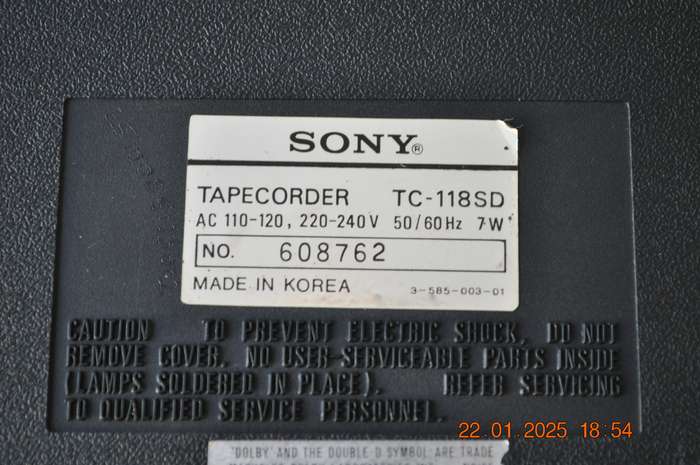 SONY®
TAPECORDER TC-118SD
AC 110-120, 220-240V 50/60Hz 7W
NO. 608762
MADE IN KOREA 3-585-003-01
CAUTION TO PREVENT ELECTRIC SHOCK, DO NOT
REMOVE COVER. NO USER-SERVICEABLE PARTS INSIDE
(LAMPS SOLDERED IN PLACE). REFER SERVICING
TO QUALIFIED SERVICE PERSONNEL.
22.01.2025 18:54
"DOLBY" AND THE DOUBLE-D SYMBOL ARE TRADE